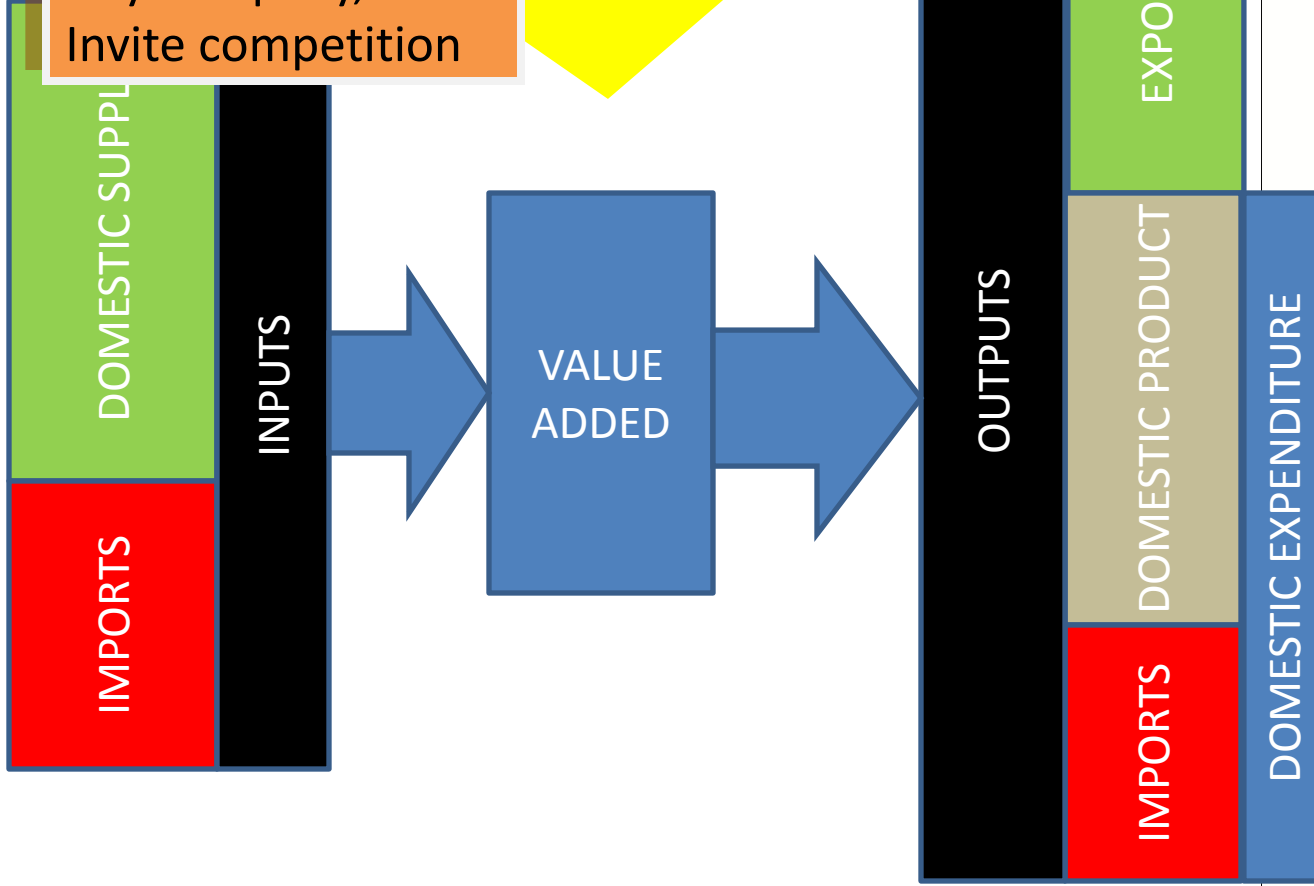 Invite competition
DOMESTIC SUPPL
INPUTS
IMPORTS
VALUE
ADDED
OUTPUTS
EXPO
DOMESTIC PRODUCT
IMPORTS
DOMESTIC EXPENDITURE